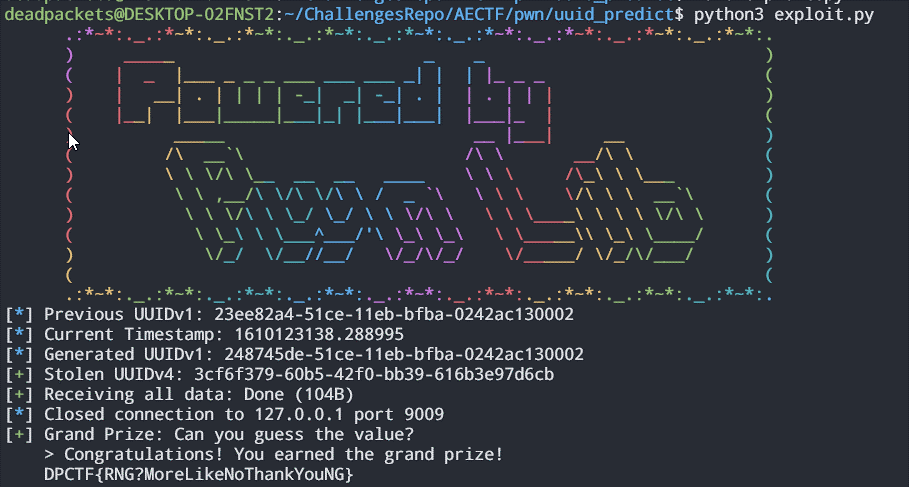 deadpackets@DESKTOP-O2FNST2:~/ChallengesRepo/AECTF/pwn/uuid_predict$ python3 exploit.py
Powered by
[*] Previous UUIDv1: 23ee82a4-51ce-11eb-bfba-0242ac130002
[*] Current Timestamp: 1610123138.288995
[*] Generated UUIDv1: 248745de-51ce-11eb-bfba-0242ac130002
[+] Stolen UUIDv4: 3cf6f379-60b5-42f0-bb39-616b3e97d6cb
[+] Receiving all data: Done (104B)
[*] Closed connection to 127.0.0.1 port 9009
[+] Grand Prize: Can you guess the value?
> Congratulations! You earned the grand prize!
DPCTF{RNG?MoreLikeNoThankYouNG}